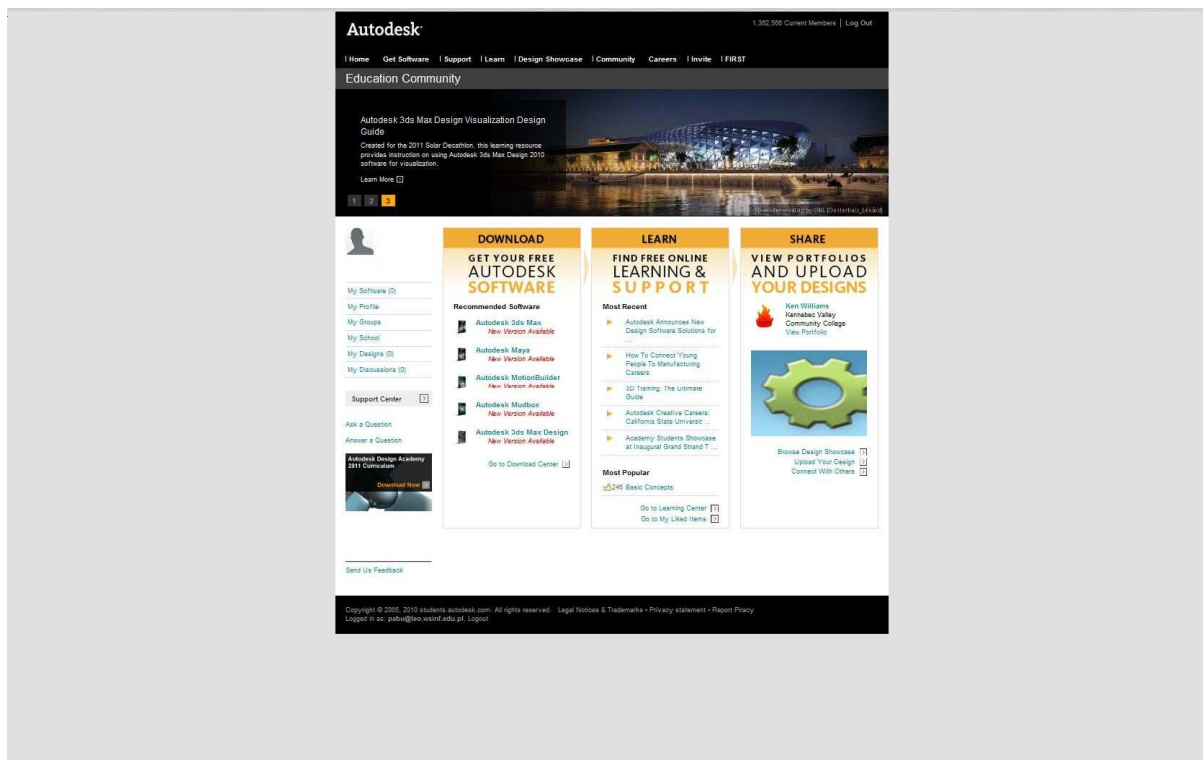 Autodesk
1,382,586 Current Members | Log Out
Home Get Software Support Learn Design Showcase Community Careers Invite FIRST
Education Community
Autodesk 3ds Max Design Visualization Design
Guide
Created for the 2011 Solar Decathlon, this learning resource
provides instruction on using Autodesk 3ds Max Design 2010
software for visualization.
Learn More
1 2 3
My Software (0)
My Profile
My Groups
My School
My Designs (0)
My Discussions (0)
Support Center
Ask a Question
Answer a Question
Autodesk Design Academy
2011 Curriculum
Download Now
Send Us Feedback
DOWNLOAD
GET YOUR FREE
AUTODESK
SOFTWARE
Recommended Software
Autodesk 3ds Max
New Version Available
Autodesk Maya
New Version Available
Autodesk MotionBuilder
New Version Available
Autodesk Mudbox
New Version Available
Autodesk 3ds Max Design
New Version Available
Go to Download Center
LEARN
FIND FREE ONLINE
LEARNING &
SUPPORT
Most Recent
Autodesk Announces New
Design Software Solutions for
...
How To Connect Young
People To Manufacturing
Careers
3D Training: The Ultimate
Guide
Autodesk Creative Careers:
California State Universit ...
Academy Students Showcase
at Inaugural Grand Strand T ...
Most Popular
246 Basic Concepts
Go to Learning Center
Go to My Liked Items
SHARE
VIEW PORTFOLIOS
AND UPLOAD
YOUR DESIGNS
Ken Williams
Kennebec Valley
Community College
View Portfolio
Browse Design Showcase
Upload Your Design
Connect With Others
Copyright © 2005, 2010 students.autodesk.com. All rights reserved. Legal Notices & Trademarks • Privacy statement • Report Piracy
Logged in as: pabu@leo.wsinf.edu.pl, Logout